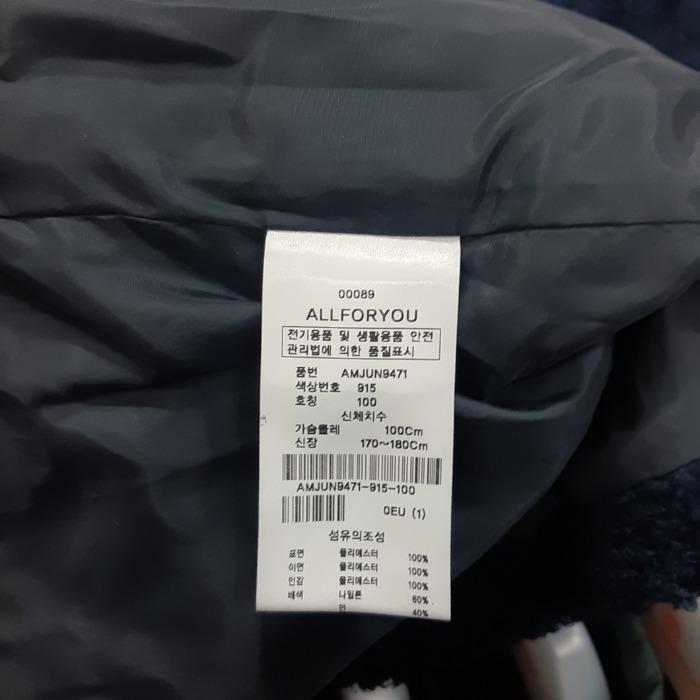 00089
ALLFORYOU
전기용품 및 생활용품 안전
관리법에 의한 품질표시
품번 AMJUN9471
색상번호 915
호칭 100
신체치수
가슴둘레 100Cm
신장 170~180Cm
AMJUN9471-915-100
0EU (1)
섬유의조성
표면 폴리에스터 100%
이면 폴리에스터 100%
인감 폴리에스터 100%
배색 나일론 60%
면 40%